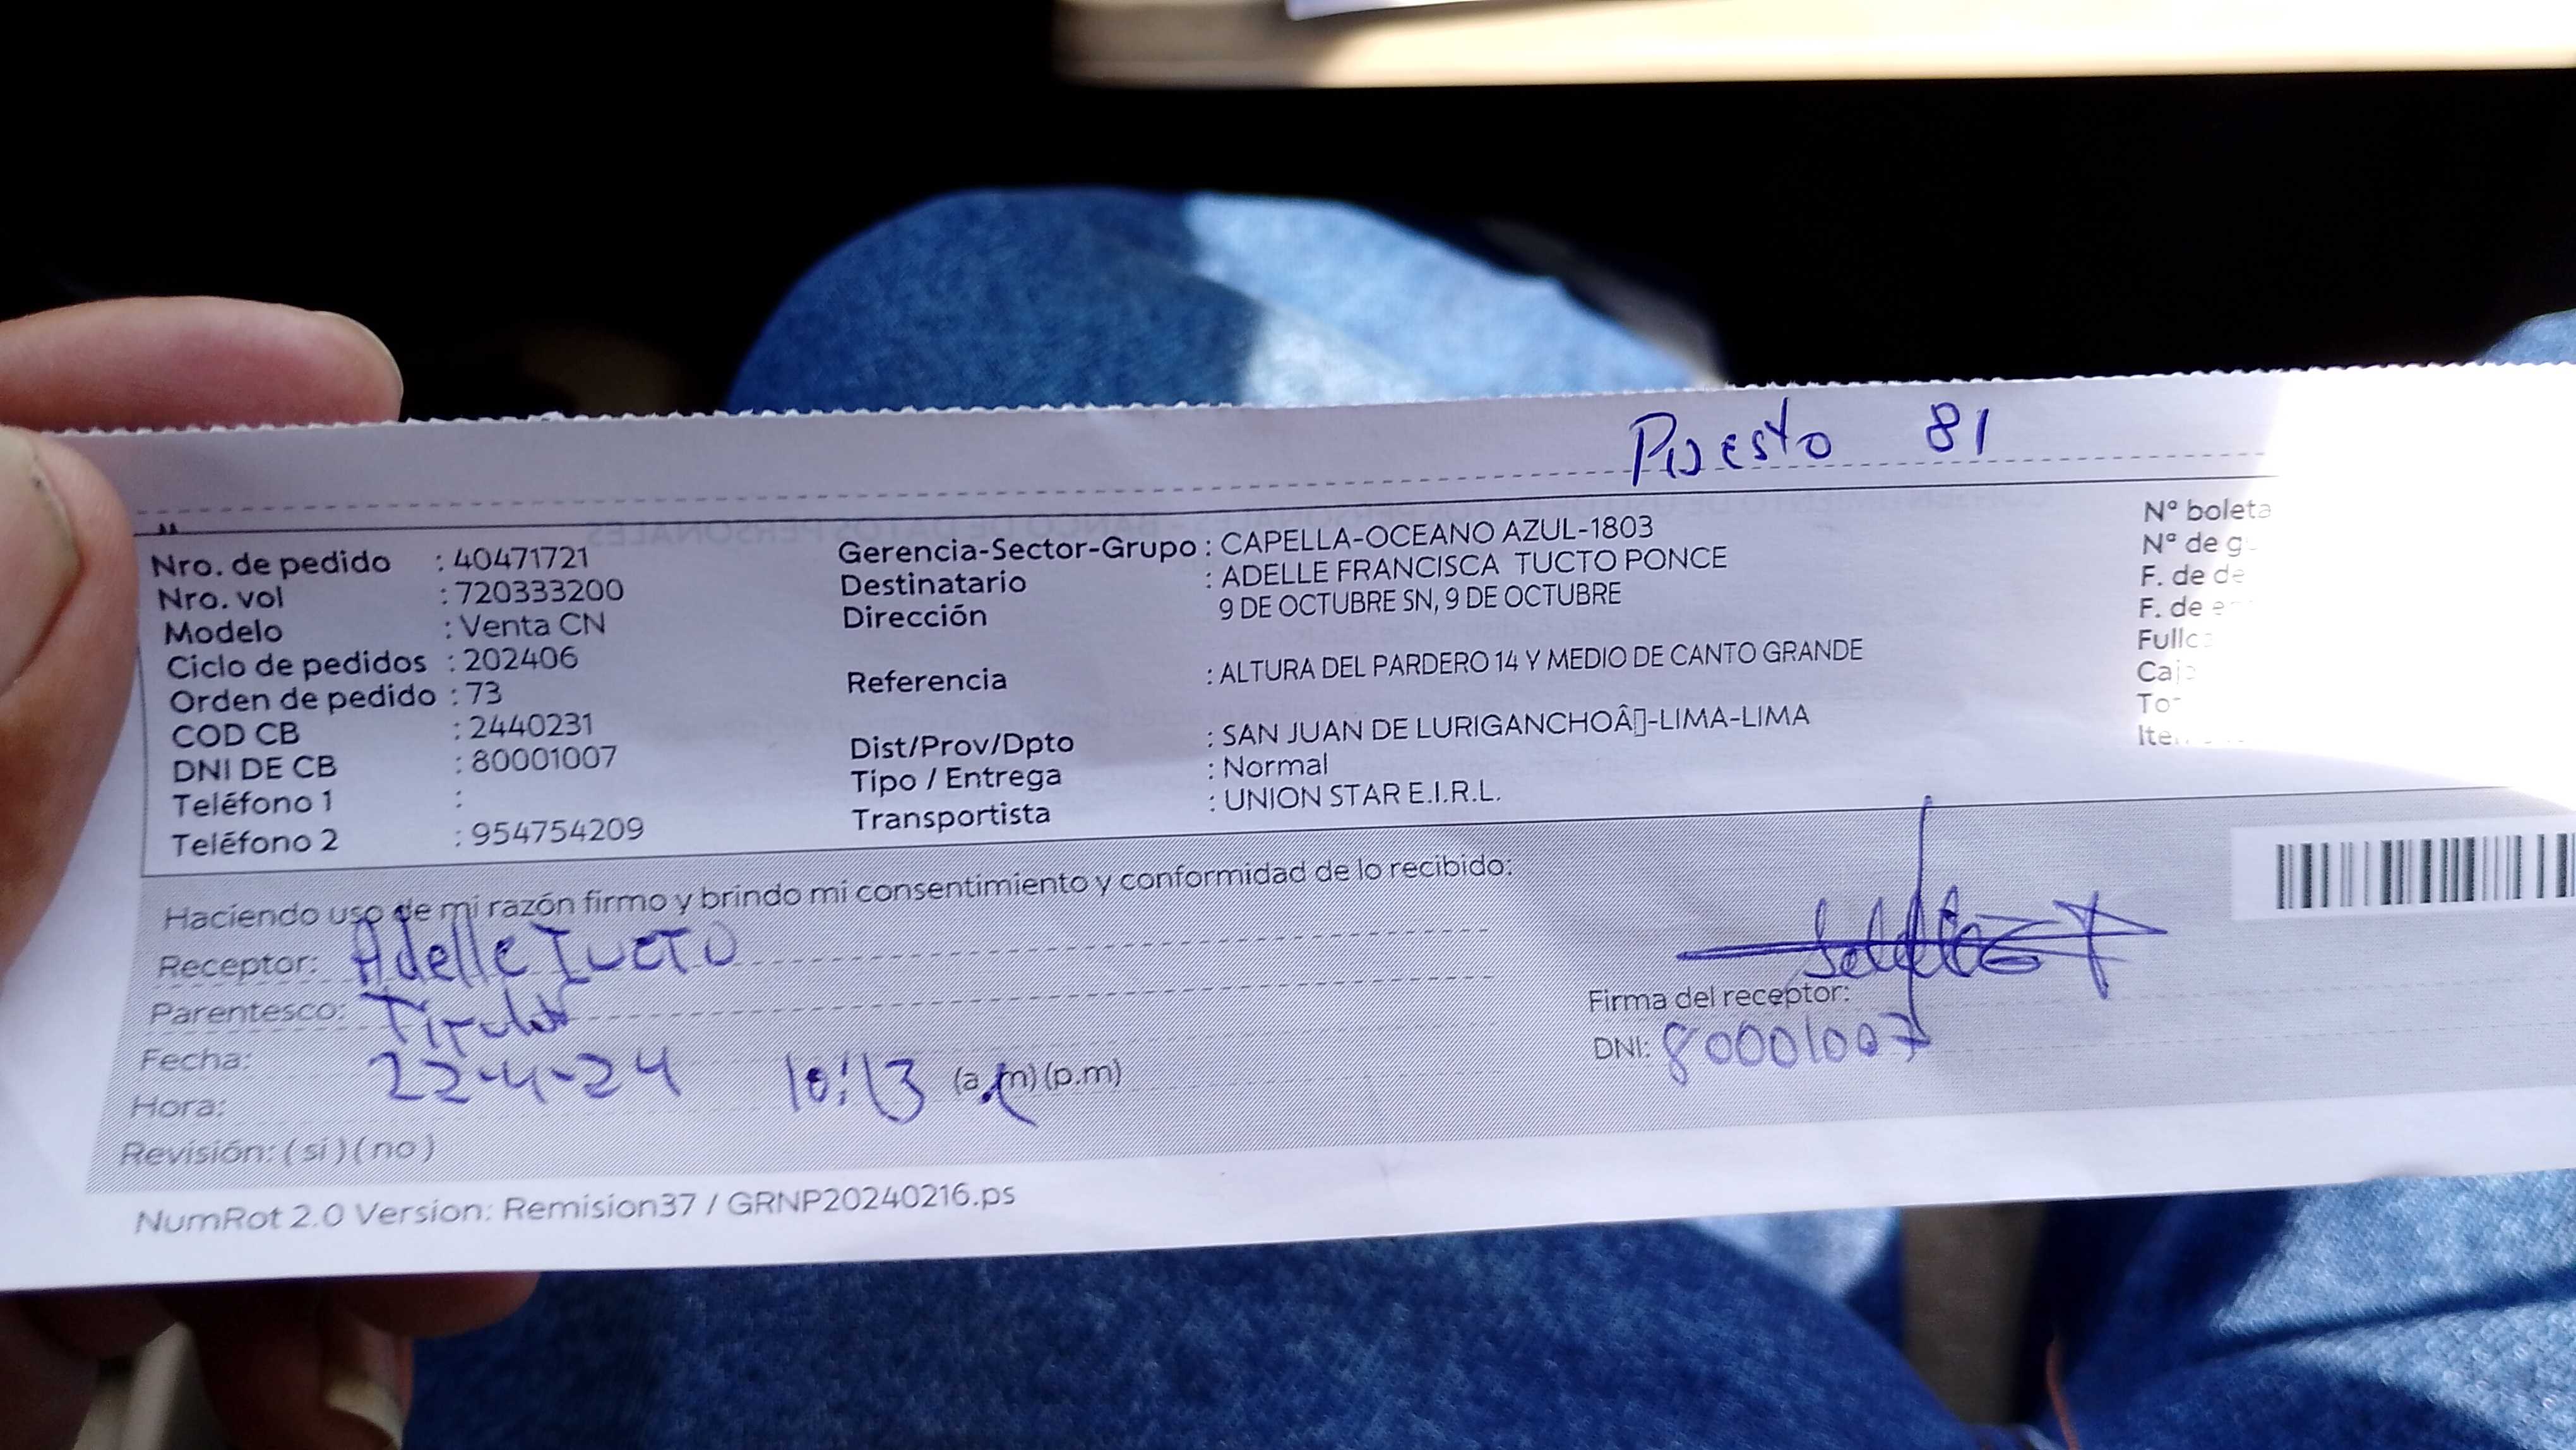 Puesto 81
Nro. de pedido : 40471721
Nro. vol : 720333200
Modelo : Venta CN
Ciclo de pedidos : 202406
Orden de pedido : 73
COD CB : 2440231
DNI DE CB : 80001007
Teléfono 1 :
Teléfono 2 : 954754209
Gerencia-Sector-Grupo : CAPELLA-OCEANO AZUL-1803
Destinatario : ADELLE FRANCISCA TUCTO PONCE
Dirección 9 DE OCTUBRE SN, 9 DE OCTUBRE
Referencia : ALTURA DEL PARDERO 14 Y MEDIO DE CANTO GRANDE
Dist/Prov/Dpto : SAN JUAN DE LURIGANCHOÂ▯-LIMA-LIMA
Tipo / Entrega : Normal
Transportista : UNION STAR E.I.R.L.
N° boleta
N° de g
F. de de
F. de e
Fullc
Caj
To
Ite
Haciendo uso de mi razón firmo y brindo mi consentimiento y conformidad de lo recibido:
Receptor: Adelle Tucto
Parentesco: Titular
Fecha: 22-4-24
Hora: 10:13 (a.m) (p.m)
Revisión: ( si ) ( no )
Firma del receptor:
DNI: 80001007
NumRot 2.0 Version: Remision37 / GRNP20240216.ps